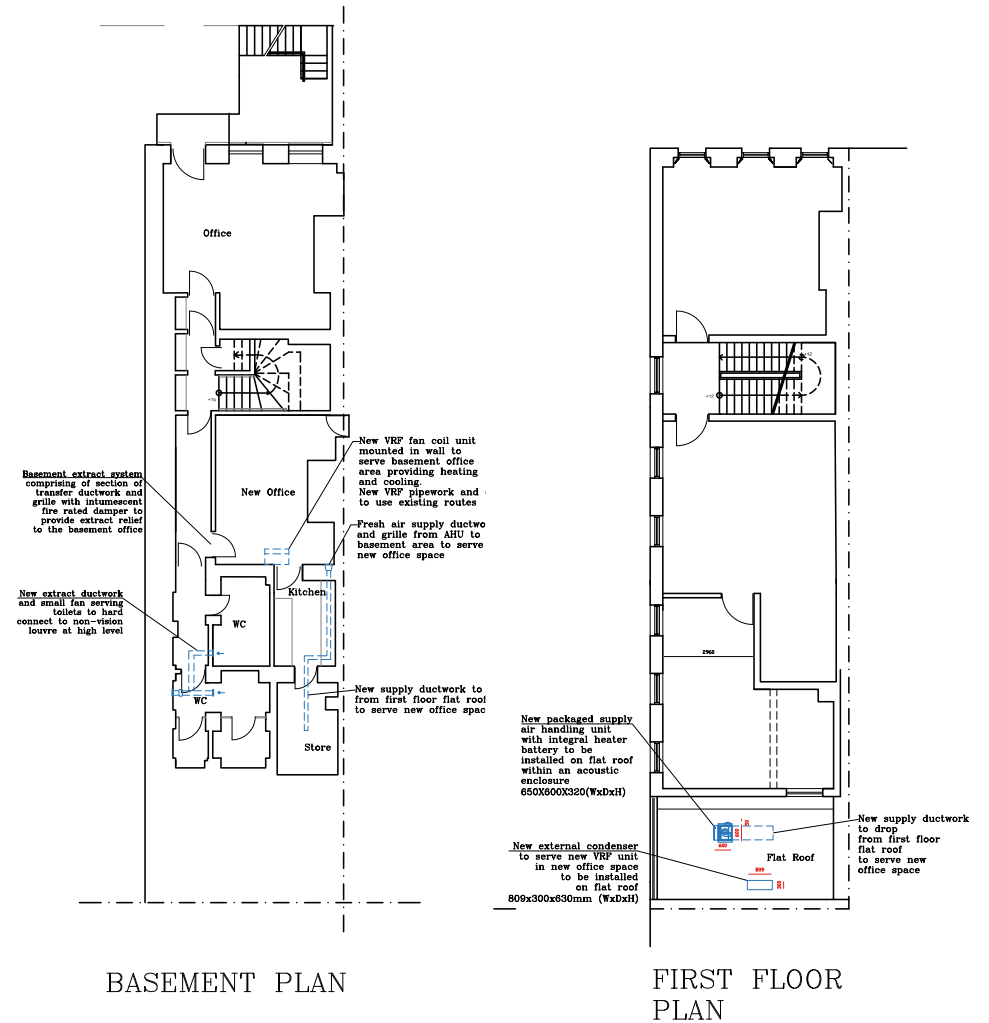 Office
+15
New VRF fan coil unit
mounted in wall to
serve basement office
area providing heating
and cooling.
New VRF pipework and
to use existing routes
Basement extract system
comprising of section of
transfer ductwork and
grille with intumescent
fire rated damper to
provide extract relief
to the basement office
New Office
Fresh air supply ductwo
and grille from AHU to
basement area to serve
new office space
Kitchen
New extract ductwork
and small fan serving
toilets to hard
connect to non-vision
louvre at high level
WC
WC
New supply ductwork to
from first floor flat roof
to serve new office spac
Store
BASEMENT PLAN
+12
+12
2960
New packaged supply
air handling unit
with integral heater
battery to be
installed on flat roof
within an acoustic
enclosure
650X600X320(WxDxH)
New supply ductwork
to drop
from first floor
flat roof
to serve new
office space
600
Flat Roof
New external condenser
to serve new VRF unit
in new office space
to be installed
on flat roof
809x300x630mm (WxDxH)
809
FIRST FLOOR
PLAN